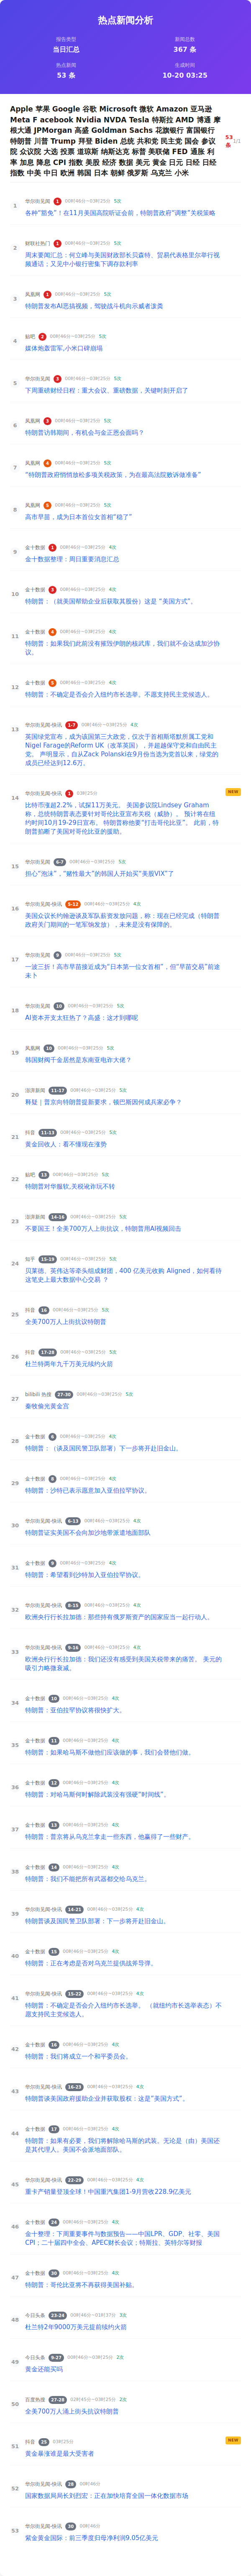 热点新闻分析
报告类型
当日汇总
新闻总数
367 条
热点新闻
53 条
生成时间
10-20 03:25
Apple 苹果 Google 谷歌 Microsoft 微软 Amazon 亚马逊
Meta F acebook Nvidia NVDA Tesla 特斯拉 AMD 博通 摩
根大通 JPMorgan 高盛 Goldman Sachs 花旗银行 富国银行
特朗普 川普 Trump 拜登 Biden 总统 共和党 民主党 国会 参议
院 众议院 大选 投票 道琼斯 纳斯达克 标普 美联储 FED 通胀 利
率 加息 降息 CPI 指数 美股 经济 数据 美元 黄金 日元 日经 日经
指数 中美 中日 欧洲 韩国 日本 朝鲜 俄罗斯 乌克兰 小米
53 条 1/1
1
华尔街见闻 1 00时46分~03时25分 5次
各种“豁免”！在11月美国高院听证会前，特朗普政府“调整”关税策略
2
财联社热门 1 00时46分~03时25分 5次
周末要闻汇总：何立峰与美国财政部长贝森特、贸易代表格里尔举行视
频通话；又见中小银行密集下调存款利率
3
凤凰网 1 00时46分~03时25分 5次
特朗普发布AI恶搞视频，驾驶战斗机向示威者泼粪
4
贴吧 2 00时46分~03时25分 5次
媒体炮轰雷军,小米口碑崩塌
5
华尔街见闻 3 00时46分~03时25分 5次
下周重磅财经日程：重大会议、重磅数据，关键时刻开启了
6
凤凰网 3 00时46分~03时25分 5次
特朗普访韩期间，有机会与金正恩会面吗？
7
凤凰网 4 00时46分~03时25分 5次
“特朗普政府悄悄放松多项关税政策，为在最高法院败诉做准备”
8
凤凰网 5 00时46分~03时25分 5次
高市早苗，成为日本首位女首相“稳了”
9
金十数据 1 00时46分~03时25分 4次
金十数据整理：周日重要消息汇总
10
金十数据 3 00时46分~03时25分 4次
特朗普：（就美国帮助企业后获取其股份）这是 “美国方式”。
11
金十数据 4 00时46分~03时25分 4次
特朗普：如果我们此前没有摧毁伊朗的核武库，我们就不会达成加沙协
议。
12
金十数据 5 00时46分~03时25分 4次
特朗普：不确定是否会介入纽约市长选举。不愿支持民主党候选人。
13
华尔街见闻-快讯 1-7 00时46分~03时25分 4次
英国绿党宣布，成为该国第三大政党，仅次于首相斯塔默所属工党和
Nigel Farage的Reform UK（改革英国），并超越保守党和自由民主
党。 声明显示，自从Zack Polanski在9月份当选为党首以来，绿党的
成员已经达到12.6万。
14
华尔街见闻-快讯 1 03时25分
NEW
比特币涨超2.2%，试探11万美元。 美国参议院Lindsey Graham
称，总统特朗普表态要针对哥伦比亚宣布关税（威胁）。 预计将在纽
约时间10月19-29日宣布。 特朗普称他要“打击哥伦比亚”。 此前，特
朗普掐断了美国对哥伦比亚的援助。
15
华尔街见闻 6-7 00时46分~03时25分 5次
担心“泡沫”，“赌性最大”的韩国人开始买“美股VIX”了
16
华尔街见闻-快讯 5-12 00时46分~03时25分 4次
美国众议长约翰逊谈及军队薪资发放问题，称：现在已经完成（特朗普
政府关门期间的一笔军饷发放），未来是没有保障的。
17
华尔街见闻 9 00时46分~03时25分 5次
一波三折！高市早苗接近成为“日本第一位女首相”，但“早苗交易”前途
未卜
18
华尔街见闻 10 00时46分~03时25分 5次
AI资本开支太狂热了？高盛：这才到哪呢
19
凤凰网 10 00时46分~03时25分 5次
韩国财阀千金居然是东南亚电诈大佬？
20
澎湃新闻 11-17 00时46分~03时25分 5次
释疑｜普京向特朗普提新要求，顿巴斯因何成兵家必争？
21
抖音 11-13 00时46分~03时25分 5次
黄金回收人：看不懂现在涨势
22
贴吧 13 00时46分~03时25分 5次
特朗普对华服软,关税讹诈玩不转
23
澎湃新闻 14-16 00时46分~03时25分 5次
不要国王！全美700万人上街抗议，特朗普用AI视频回击
24
知乎 15-19 00时46分~03时25分 5次
贝莱德、英伟达等牵头组成财团，400 亿美元收购 Aligned，如何看待
这笔史上最大数据中心交易 ？
25
抖音 16 00时46分~03时25分 5次
全美700万人上街抗议特朗普
26
抖音 17-28 00时46分~03时25分 5次
杜兰特两年九千万美元续约火箭
27
bilibili 热搜 27-30 00时46分~03时25分 5次
秦牧偷光黄金宫
28
金十数据 6 00时46分~03时25分 4次
特朗普：（谈及国民警卫队部署）下一步将开赴旧金山。
29
金十数据 8 00时46分~03时25分 4次
特朗普：沙特已表示愿意加入亚伯拉罕协议。
30
华尔街见闻-快讯 6-13 00时46分~03时25分 4次
特朗普证实美国不会向加沙地带派遣地面部队
31
金十数据 9 00时46分~03时25分 4次
特朗普：希望看到沙特加入亚伯拉罕协议。
32
华尔街见闻-快讯 8-15 00时46分~03时25分 4次
欧洲央行行长拉加德：那些持有俄罗斯资产的国家应当一起行动人。
33
华尔街见闻-快讯 9-16 00时46分~03时25分 4次
欧洲央行行长拉加德：我们还没有感受到美国关税带来的痛苦。 美元的
吸引力略微衰减。
34
金十数据 10 00时46分~03时25分 4次
特朗普：亚伯拉罕协议将很快扩大。
35
金十数据 11 00时46分~03时25分 4次
特朗普：如果哈马斯不做他们应该做的事，我们会替他们做。
36
金十数据 12 00时46分~03时25分 4次
特朗普：对哈马斯何时解除武装没有强硬“时间线”。
37
金十数据 13 00时46分~03时25分 4次
特朗普：普京将从乌克兰拿走一些东西，他赢得了一些财产。
38
金十数据 14 00时46分~03时25分 4次
特朗普：我们不能把所有武器都交给乌克兰。
39
华尔街见闻-快讯 14-21 00时46分~03时25分 4次
特朗普谈及国民警卫队部署：下一步将开赴旧金山。
40
金十数据 15 00时46分~03时25分 4次
特朗普：正在考虑是否对乌克兰提供战斧导弹。
41
华尔街见闻-快讯 15-22 00时46分~03时25分 4次
特朗普：不确定是否会介入纽约市长选举。 （就纽约市长选举表态）不
愿支持民主党候选人。
42
金十数据 16 00时46分~03时25分 4次
特朗普：我们将成立一个和平委员会。
43
华尔街见闻-快讯 16-23 00时46分~03时25分 4次
特朗普谈美国政府援助企业并获取股权：这是“美国方式”。
44
金十数据 17 00时46分~03时25分 4次
特朗普：如果有必要，我们将解除哈马斯的武装。无论是（由）美国还
是其代理人。美国不会派地面部队。
45
华尔街见闻-快讯 22-29 00时46分~03时25分 4次
重卡产销量登顶全球！中国重汽集团1-9月营收228.9亿美元
46
金十数据 24 00时46分~03时25分 4次
金十整理：下周重要事件与数据预告——中国LPR、GDP、社零、美国
CPI；二十届四中全会、APEC财长会议；特斯拉、英特尔等财报
47
金十数据 30 00时46分~03时25分 4次
特朗普：哥伦比亚将不再获得美国补贴。
48
今日头条 23-24 00时46分~01时37分 3次
杜兰特2年9000万美元提前续约火箭
49
今日头条 9-27 00时46分~03时25分 2次
黄金还能买吗
50
百度热搜 27-28 02时45分~03时25分 2次
全美700万人涌上街头抗议特朗普
51
抖音 25 03时25分
NEW
黄金暴涨谁是最大受害者
52
华尔街见闻-快讯 28 00时46分
国家数据局局长刘烈宏：正在加快培育全国一体化数据市场
53
华尔街见闻-快讯 30 00时46分
紫金黄金国际：前三季度归母净利润9.05亿美元